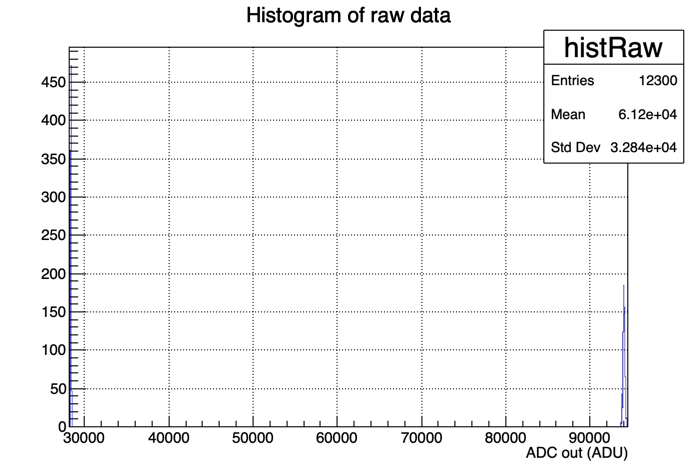 Histogram of raw data
histRaw
Entries 12300
Mean 6.12e+04
Std Dev 3.284e+04
450
400
350
300
250
200
150
100
50
0
30000 40000 50000 60000 70000 80000 90000
ADC out (ADU)